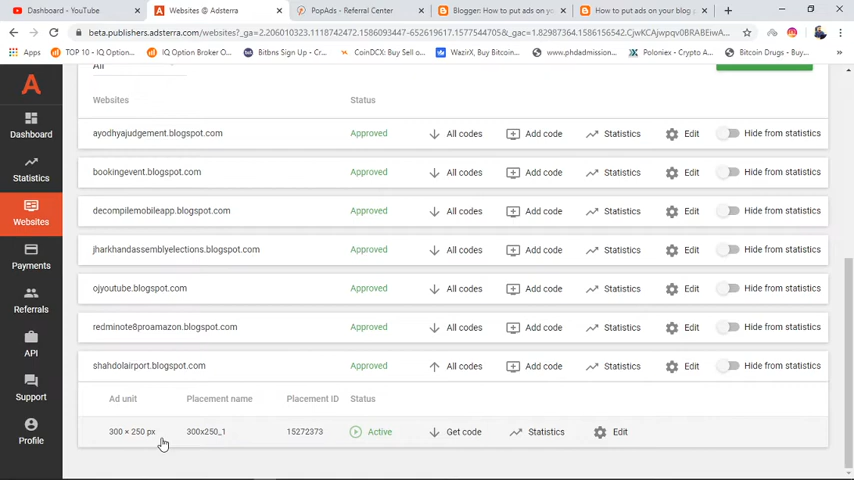 Dashboard - YouTube
Websites @ Adsterra
PopAds - Referral Center
Blogger: How to put ads on your
How to put ads on your blog
beta.publishers.adsterra.com/websites?_ga=2.206010323.1118742472.1586093447-652619617.1577544705&_gac=1.82987364.1586156542.CjwKCAjwpqv0BRABEiwA...
Apps
TOP 10 – IQ Option...
IQ Option Broker O...
Bitbns Sign Up - Cr...
CoinDCX: Buy Sel o...
WazirX, Buy Bitcoin...
www.phdadmission...
Poloniex - Crypto A...
Bitcoin Drugs - Buy...
All
Websites Status
ayodhyajudgement.blogspot.com Approved All codes Add code Statistics Edit Hide from statistics
bookingevent.blogspot.com Approved All codes Add code Statistics Edit Hide from statistics
decompilemobileapp.blogspot.com Approved All codes Add code Statistics Edit Hide from statistics
jharkhandassemblyelections.blogspot.com Approved All codes Add code Statistics Edit Hide from statistics
ojyoutube.blogspot.com Approved All codes Add code Statistics Edit Hide from statistics
redminote8proamazon.blogspot.com Approved All codes Add code Statistics Edit Hide from statistics
shahdolairport.blogspot.com Approved All codes Add code Statistics Edit Hide from statistics
Ad unit Placement name Placement ID Status
300 × 250 px 300x250_1 15272373 Active Get code Statistics Edit
Dashboard
Statistics
Websites
Payments
Referrals
API
Support
Profile